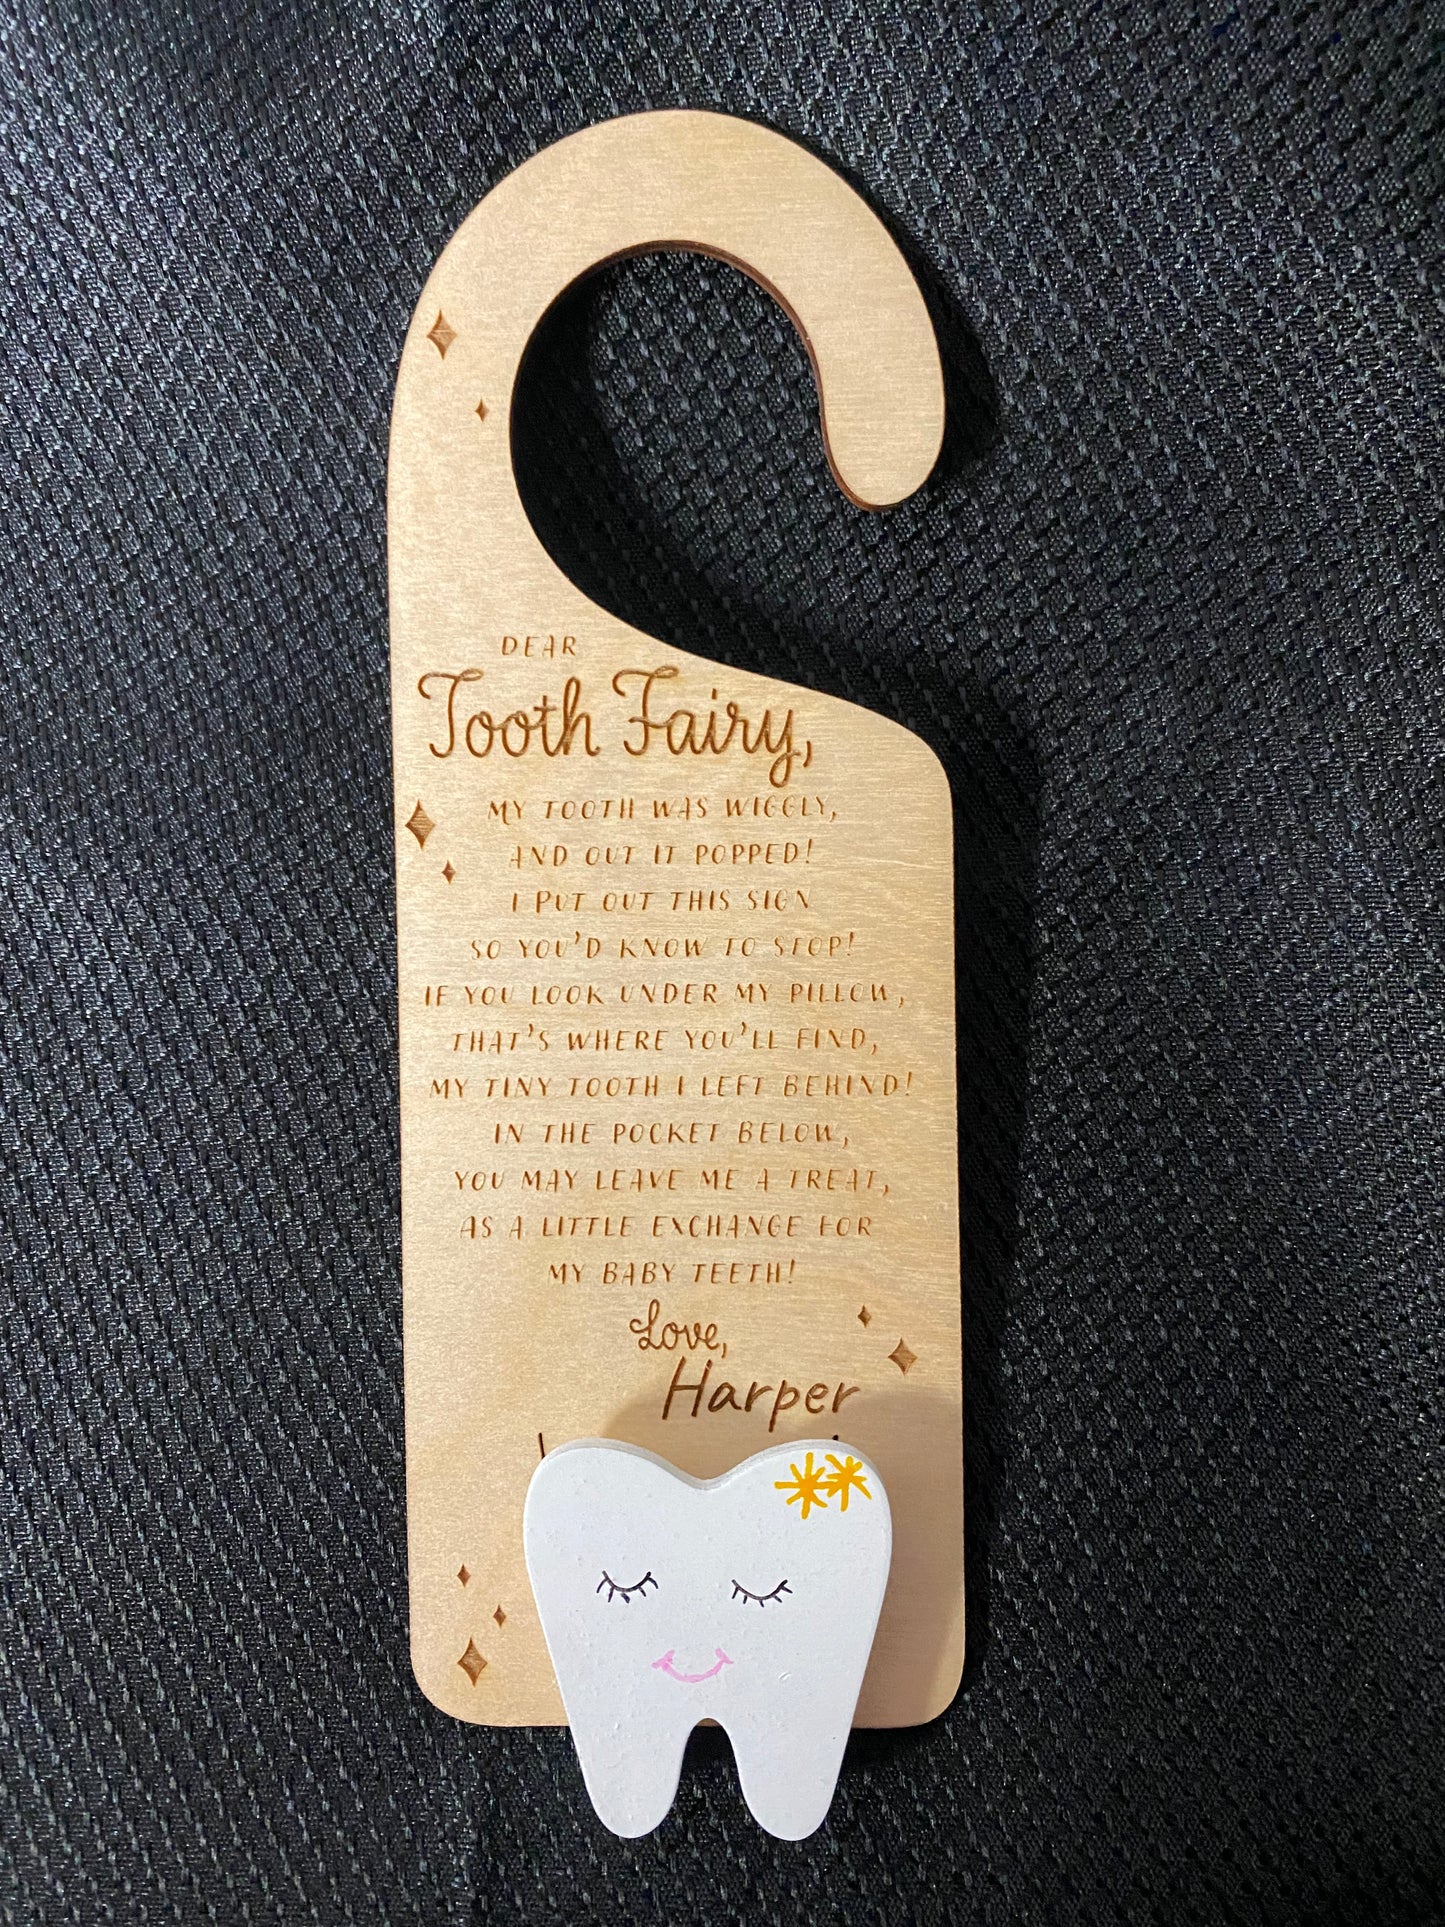 DEAR
Tooth Fairy,
MY TOOTH WAS WIGGLY,
AND OUT IT POPPED!
I PUT OUT THIS SIGN
SO YOU'D KNOW TO STOP!
IF YOU LOOK UNDER MY PILLOW,
THAT'S WHERE YOU'LL FIND,
MY TINY TOOTH I LEFT BEHIND!
IN THE POCKET BELOW,
YOU MAY LEAVE ME A TREAT,
AS A LITTLE EXCHANGE FOR
MY BABY TEETH!
Love,
Harper